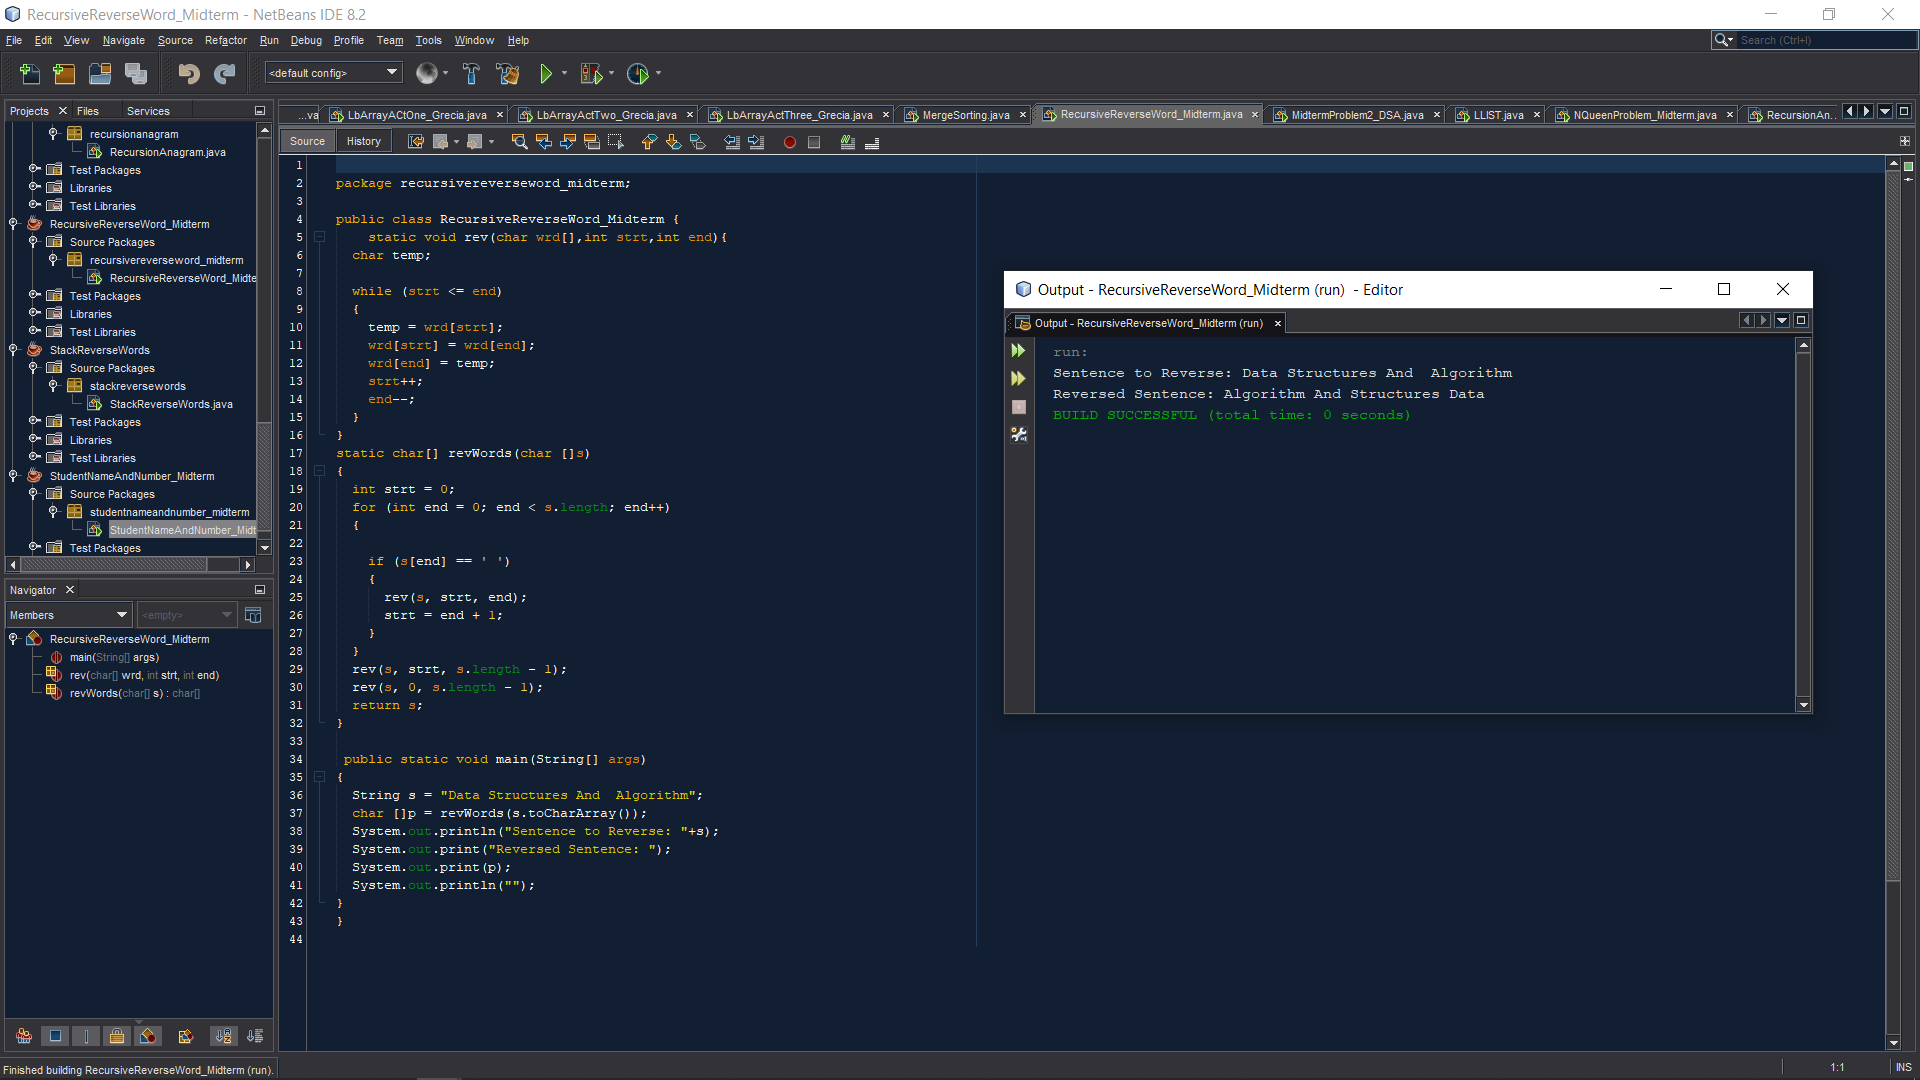 RecursiveReverseWord_Midterm - NetBeans IDE 8.2
File Edit View Navigate Source Refactor Run Debug Profile Team Tools Window Help
Search (Ctrl+I)
<default config>
Projects Files Services
recursionanagram
RecursionAnagram.java
Test Packages
Libraries
Test Libraries
RecursiveReverseWord_Midterm
Source Packages
recursivereverseword_midterm
RecursiveReverseWord_Midte
Test Packages
Libraries
Test Libraries
StackReverseWords
Source Packages
stackreversewords
StackReverseWords.java
Test Packages
Libraries
Test Libraries
StudentNameAndNumber_Midterm
Source Packages
studentnameandnumber_midterm
StudentNameAndNumber_Midt
Test Packages
Navigator
Members
<empty>
RecursiveReverseWord_Midterm
main(String[] args)
rev(char[] wrd, int strt, int end)
revWords(char[] s) : char[]
...va LbArrayACtOne_Grecia.java LbArrayActTwo_Grecia.java LbArrayActThree_Grecia.java MergeSorting.java RecursiveReverseWord_Midterm.java MidtermProblem2_DSA.java LLIST.java NQueenProblem_Midterm.java RecursionAn...
Source History
1
2 package recursivereverseword_midterm;
3
4 public class RecursiveReverseWord_Midterm {
5 static void rev(char wrd[],int strt,int end){
6 char temp;
7
8 while (strt <= end)
9 {
10 temp = wrd[strt];
11 wrd[strt] = wrd[end];
12 wrd[end] = temp;
13 strt++;
14 end--;
15 }
16 }
17 static char[] revWords(char []s)
18 {
19 int strt = 0;
20 for (int end = 0; end < s.length; end++)
21 {
22
23 if (s[end] == ' ')
24 {
25 rev(s, strt, end);
26 strt = end + 1;
27 }
28 }
29 rev(s, strt, s.length - 1);
30 rev(s, 0, s.length - 1);
31 return s;
32 }
33
34 public static void main(String[] args)
35 {
36 String s = "Data Structures And  Algorithm";
37 char []p = revWords(s.toCharArray());
38 System.out.println("Sentence to Reverse: "+s);
39 System.out.print("Reversed Sentence: ");
40 System.out.print(p);
41 System.out.println("");
42 }
43 }
44
Output - RecursiveReverseWord_Midterm (run) - Editor
Output - RecursiveReverseWord_Midterm (run)
run:
Sentence to Reverse: Data Structures And  Algorithm
Reversed Sentence: Algorithm And Structures Data
BUILD SUCCESSFUL (total time: 0 seconds)
Finished building RecursiveReverseWord_Midterm (run).
1:1 INS